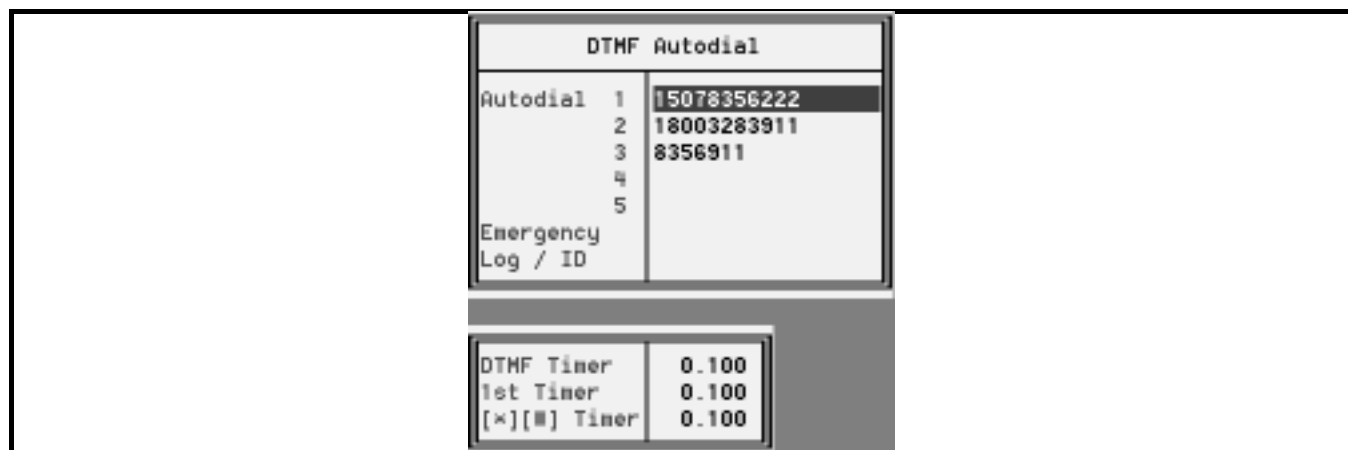 DTMF Autodial
Autodial 1 15078356222
2 18003283911
3 8356911
4
5
Emergency
Log / ID
DTMF Timer 0.100
1st Timer 0.100
[*][#] Timer 0.100